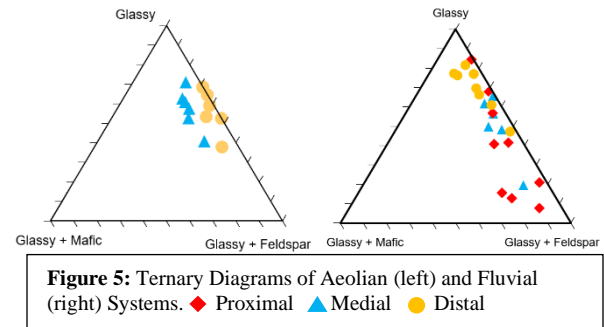 Glassy
Glassy
Glassy + Mafic
Glassy + Feldspar
Glassy + Mafic
Glassy + Feldspar
Figure 5: Ternary Diagrams of Aeolian (left) and Fluvial
(right) Systems. Proximal Medial Distal